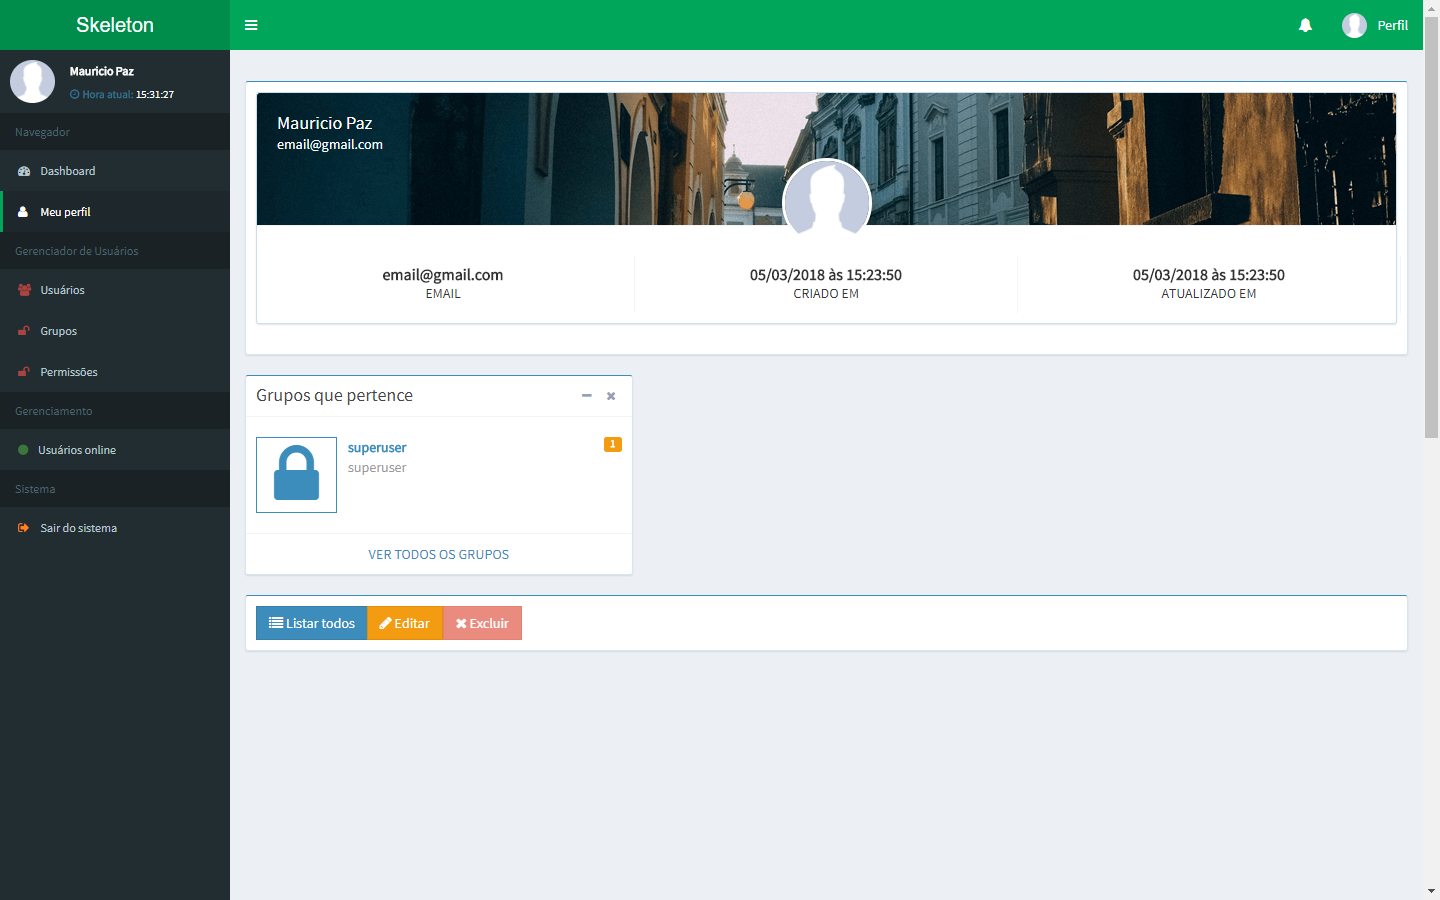 Skeleton
Perfil
Mauricio Paz
Hora atual: 15:31:27
Navegador
Dashboard
Meu perfil
Gerenciador de Usuários
Usuários
Grupos
Permissões
Gerenciamento
Usuários online
Sistema
Sair do sistema
Mauricio Paz
email@gmail.com
email@gmail.com
EMAIL
05/03/2018 às 15:23:50
CRIADO EM
05/03/2018 às 15:23:50
ATUALIZADO EM
Grupos que pertence
superuser
1
superuser
VER TODOS OS GRUPOS
Listar todos Editar Excluir